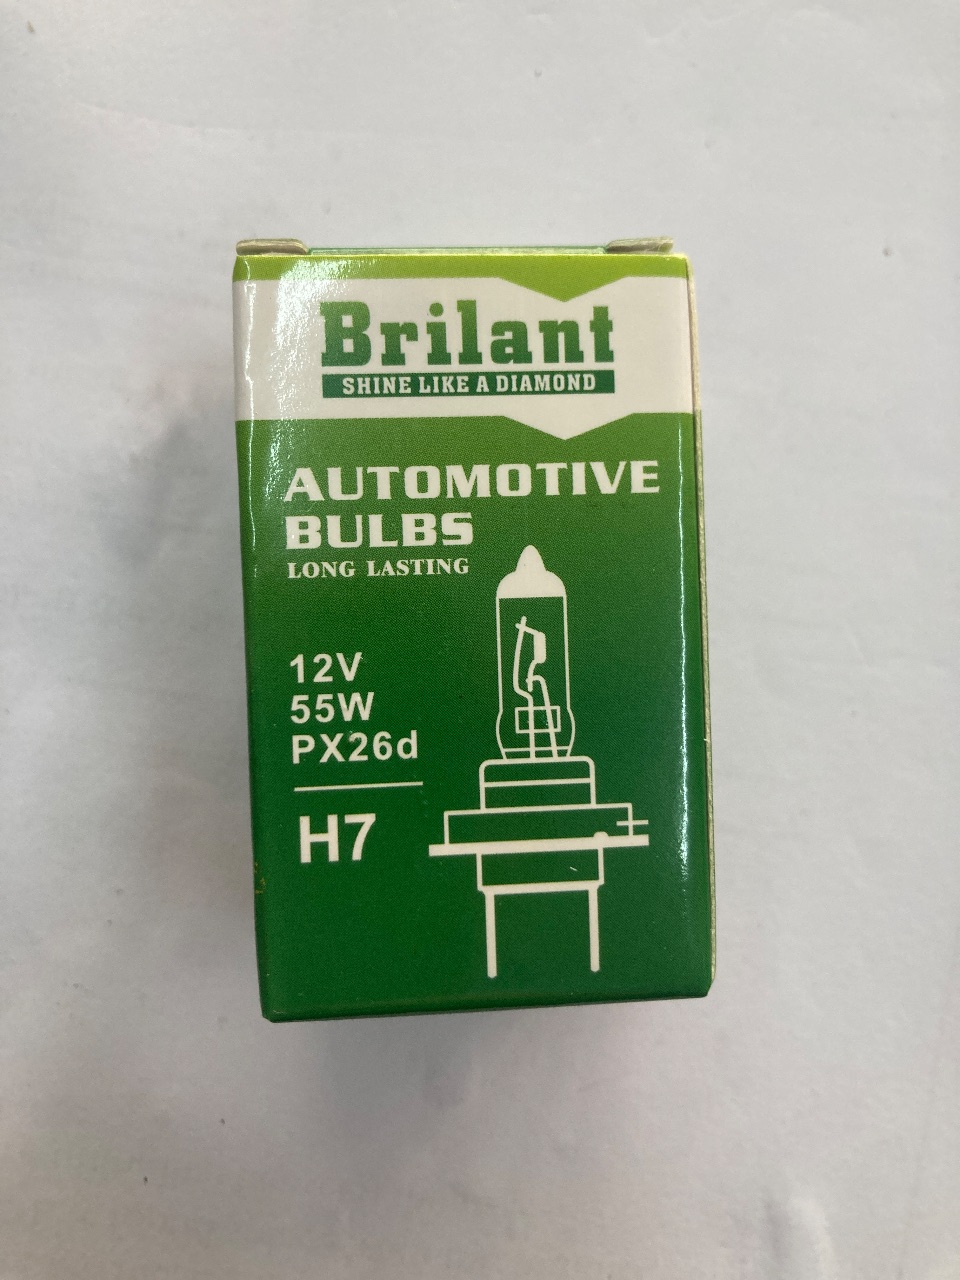 Brilant
SHINE LIKE A DIAMOND
AUTOMOTIVE
BULBS
LONG LASTING
12V
55W
PX26d
H7